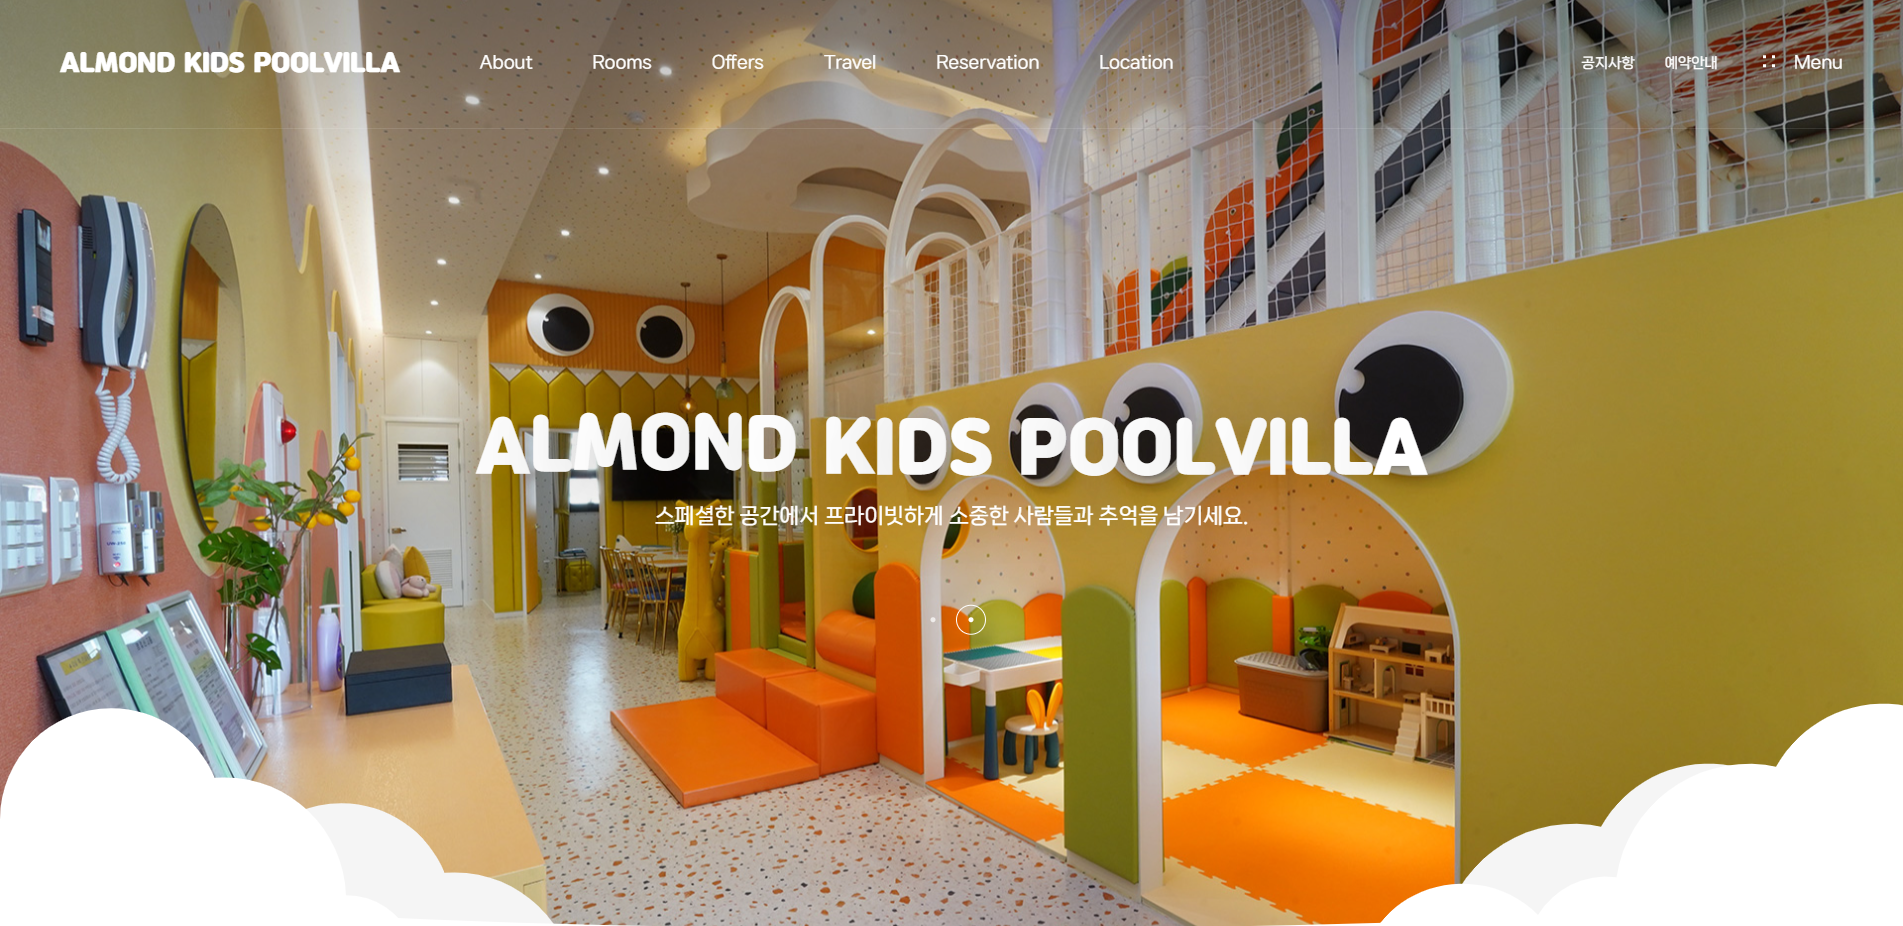 ALMOND KIDS POOLVILLA
About
Rooms
Offers
Travel
Reservation
Location
공지사항
예약안내
Menu
ALMOND KIDS POOLVILLA
스페셜한 공간에서 프라이빗하게 소중한 사람들과 추억을 남기세요.